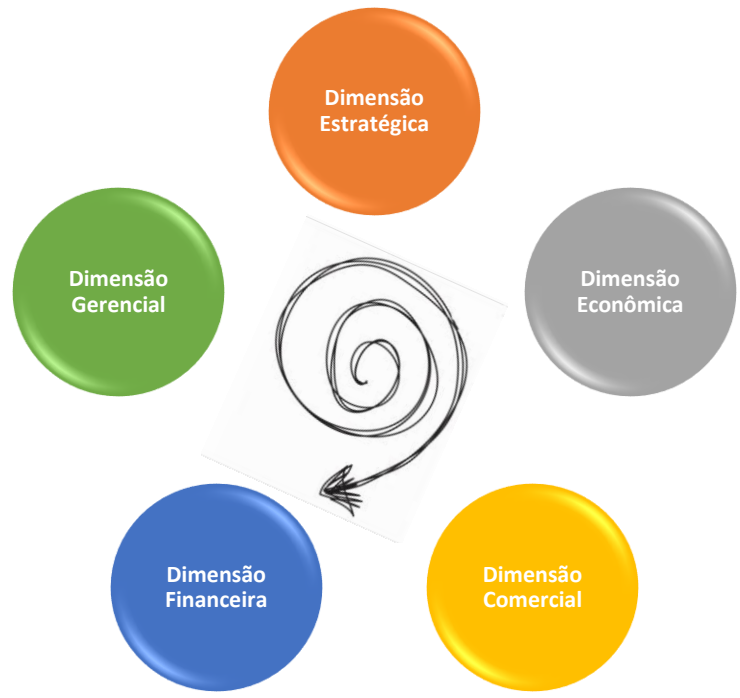 Dimensão
Estratégica
Dimensão
Econômica
Dimensão
Comercial
Dimensão
Financeira
Dimensão
Gerencial